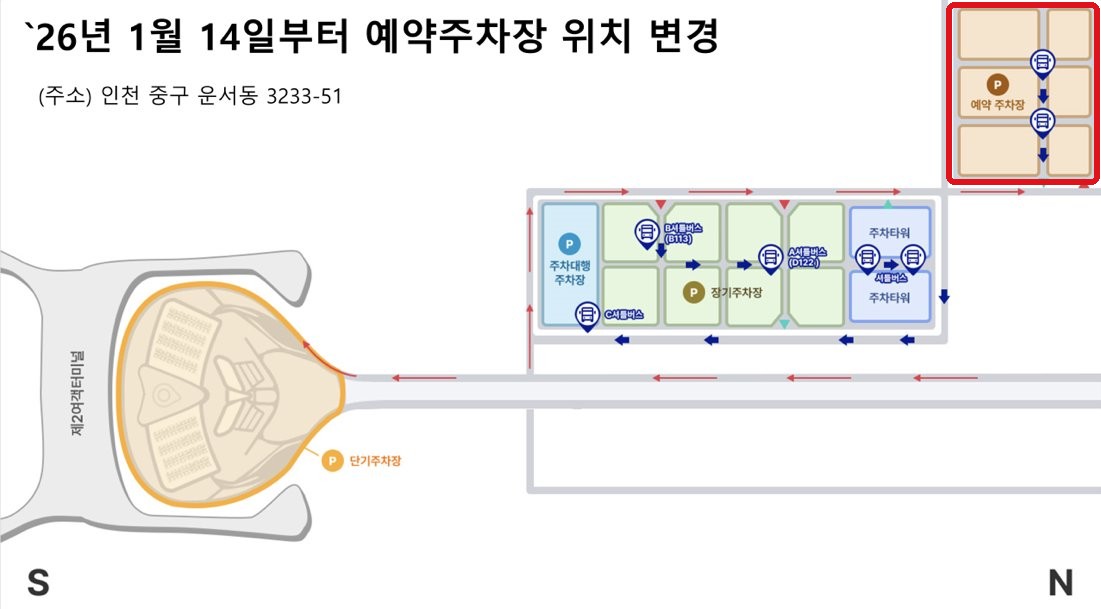 `26년 1월 14일부터 예약주차장 위치 변경
(주소) 인천 중구 운서동 3233-51
P
예약 주차장
P
주차대행
주차장
B셔틀버스
(B113)
A셔틀버스
(D122)
P 장기주차장
C셔틀버스
주차타워
셔틀버스
주차타워
제2여객터미널
P 단기주차장
S
N